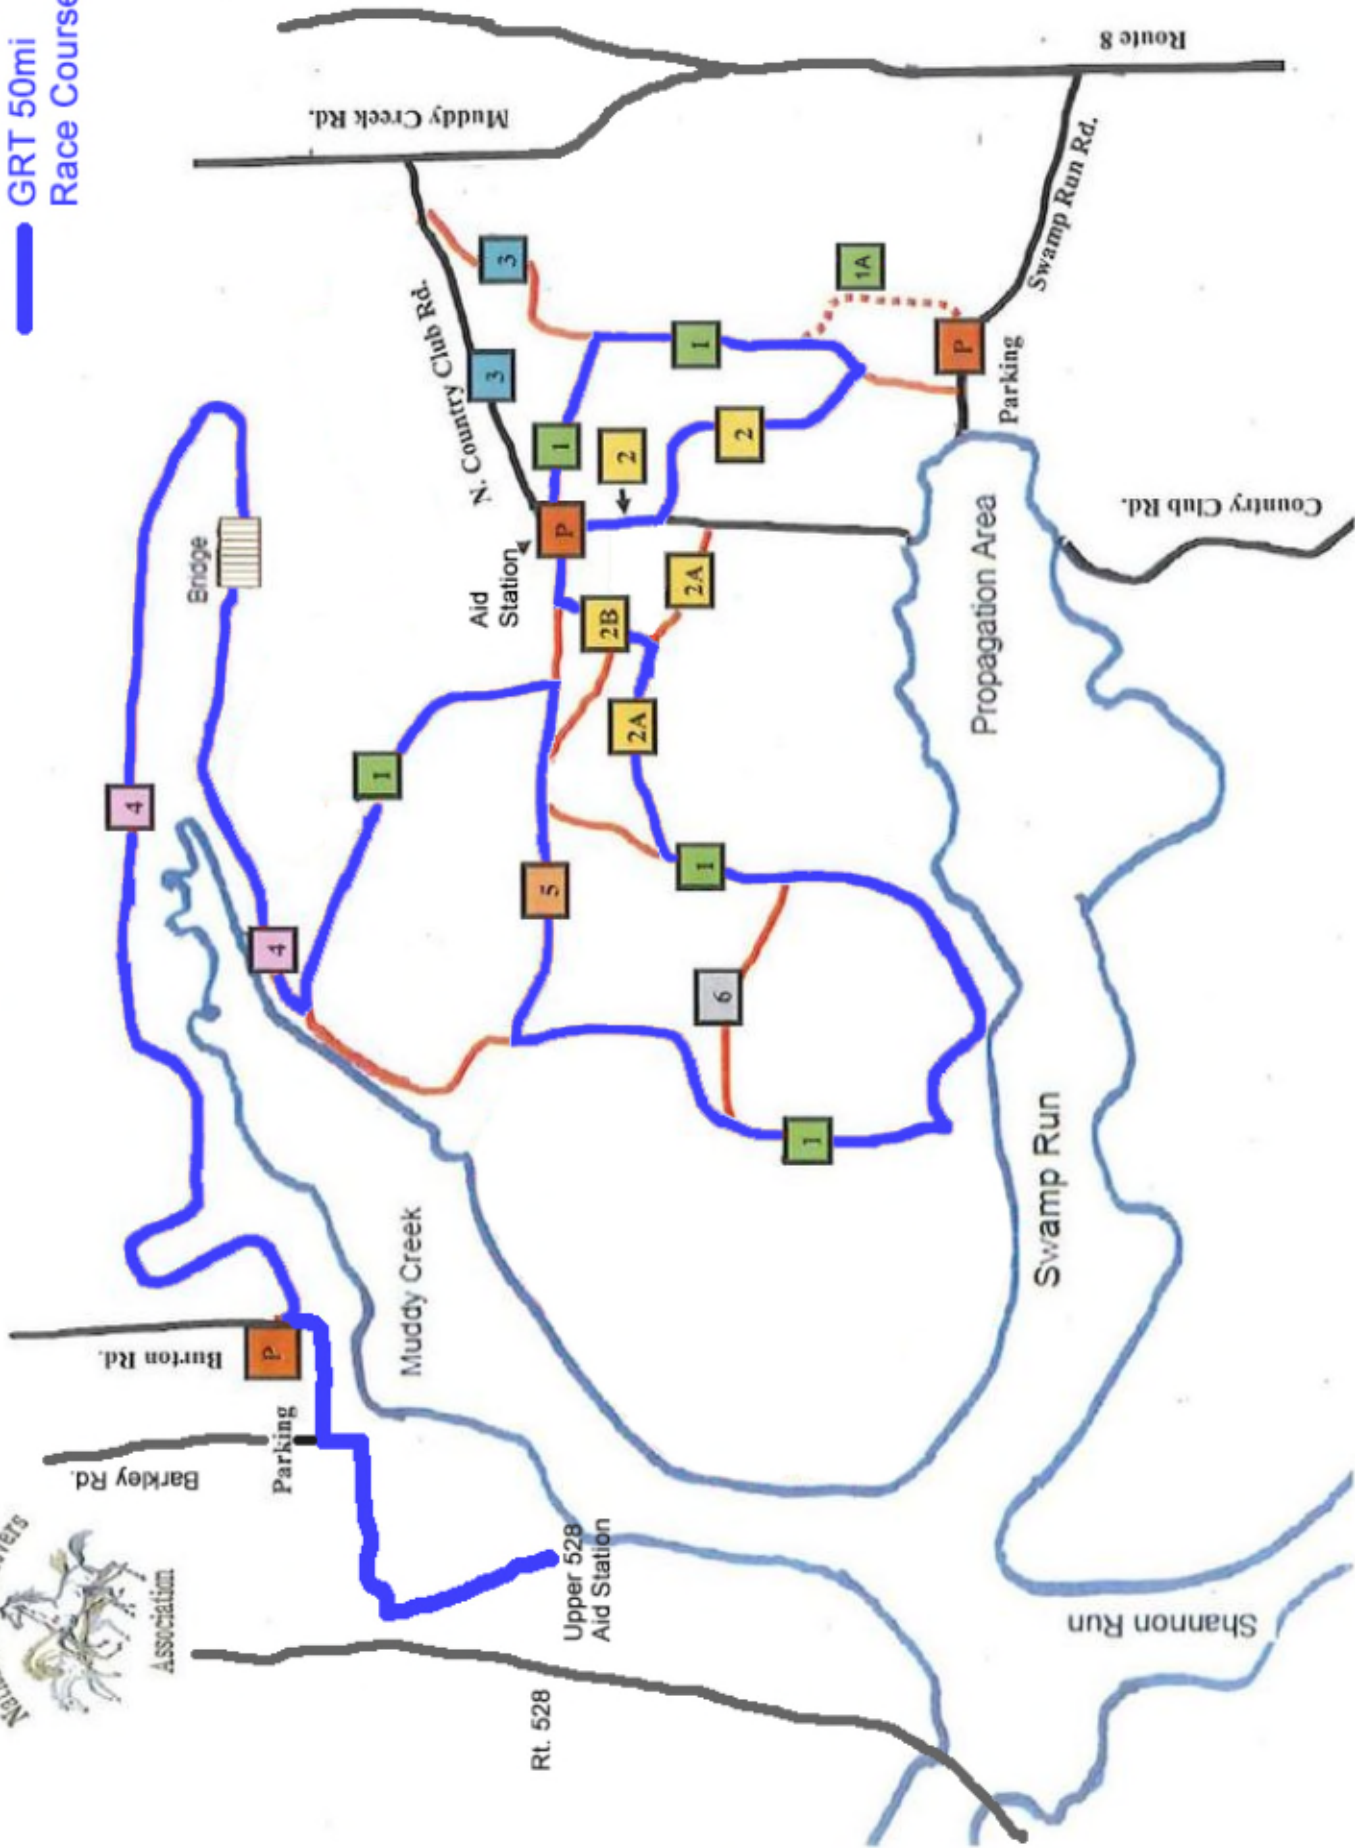 GRT 50mi
Race Course
Muddy Creek Rd.
Route 8
N. Country Club Rd.
Swamp Run Rd.
3
3
1A
1
1
2
2
P
P
Parking
Bridge
Aid
Station
2A
2B
2A
Propagation Area
Country Club Rd.
4
1
5
1
4
6
1
Muddy Creek
Swamp Run
Burton Rd.
P
Parking
Barkley Rd.
Upper 528
Aid Station
Rt. 528
Shannon Run
Association